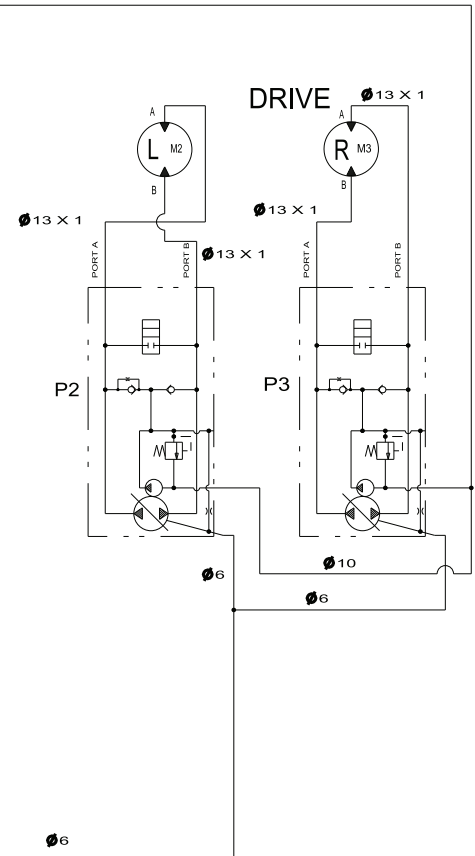 DRIVE
Ø13 X 1
A
L M2
B
A
R M3
B
Ø13 X 1
Ø13 X 1
Ø13 X 1
PORT A
PORT B
PORT A
PORT B
P2
P3
Ø10
Ø6
Ø6
Ø6